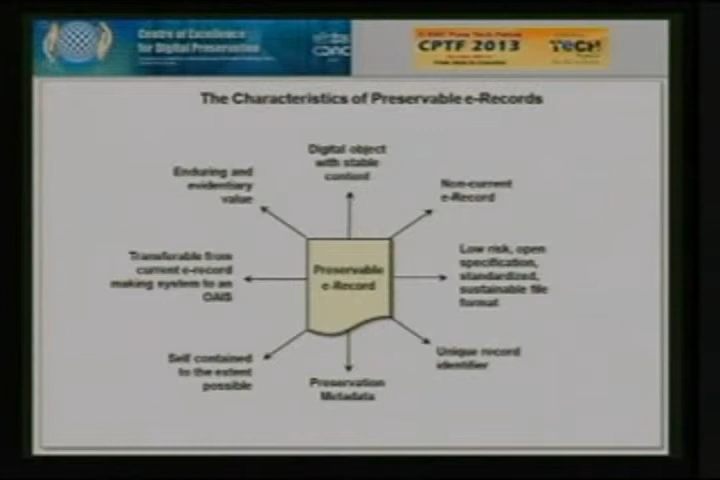 Centre of Excellence
for Digital Preservation
CPTF 2013
TECH
The Characteristics of Preservable e-Records
Digital object
with stable
content
Enduring and
evidentiary
value
Non-current
e-Record
Transferable from
current e-record
making system to an
OAIS
Preservable
e-Record
Low risk, open
specification,
standardized,
sustainable file
format
Self contained
to the extent
possible
Preservation
Metadata
Unique record
identifier